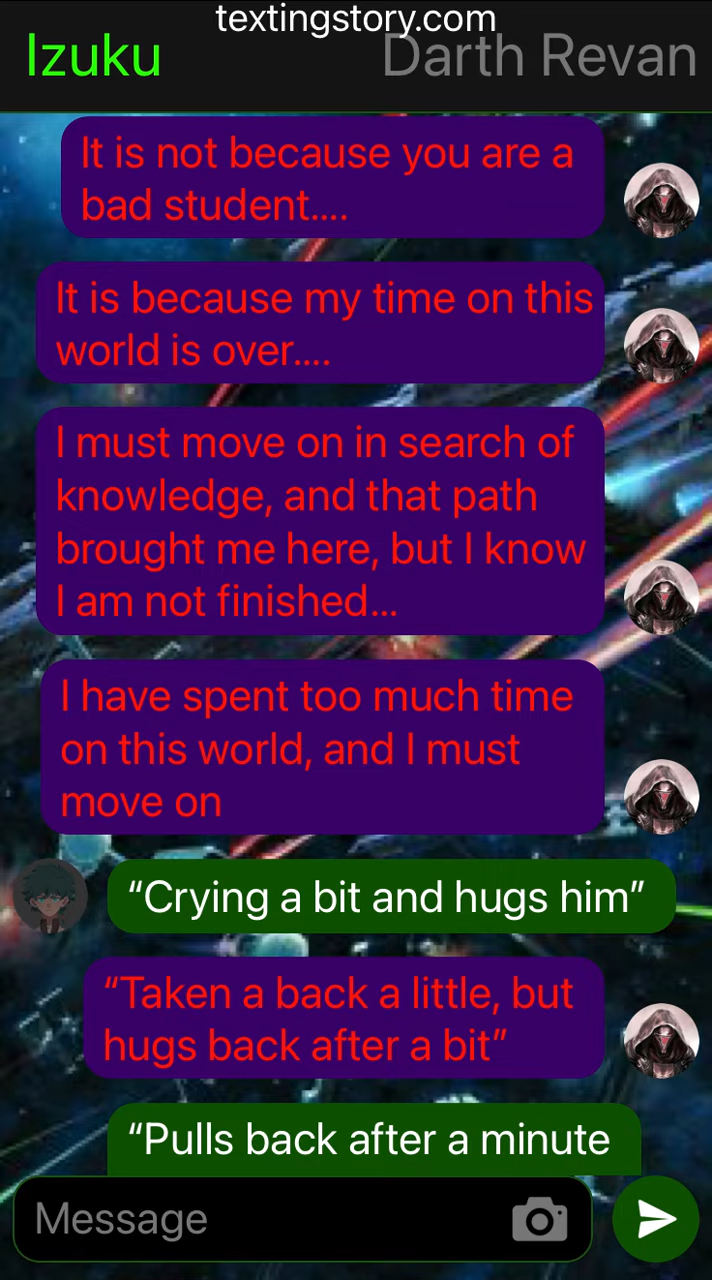 textingstory.com
Izuku
Darth Revan
It is not because you are a
bad student....
It is because my time on this
world is over....
I must move on in search of
knowledge, and that path
brought me here, but I know
I am not finished...
I have spent too much time
on this world, and I must
move on
“Crying a bit and hugs him”
“Taken a back a little, but
hugs back after a bit”
“Pulls back after a minute
Message